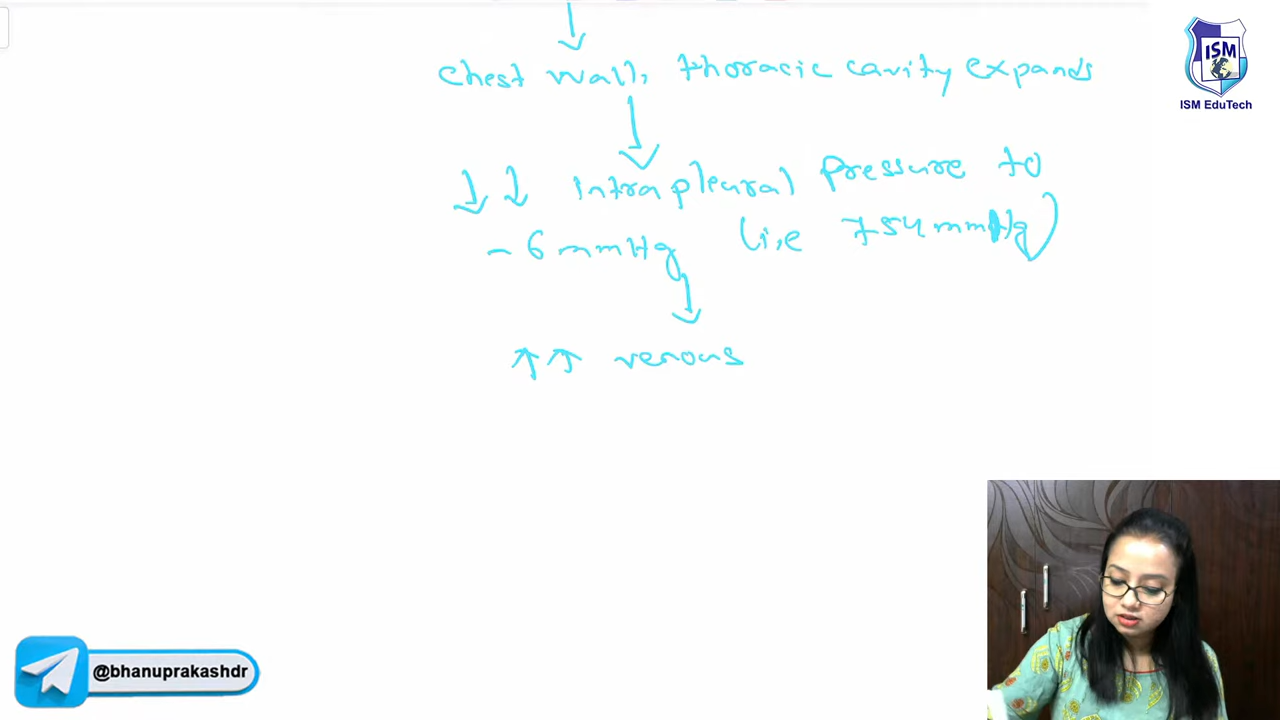 ↓
chest wall, thoracic cavity expands
↓
↓↓ intrapleural pressure to
- 6 mmHg (i.e 754 mmHg)
↓
↑↑ venous
ISM
ISM EduTech
@bhanuprakashdr